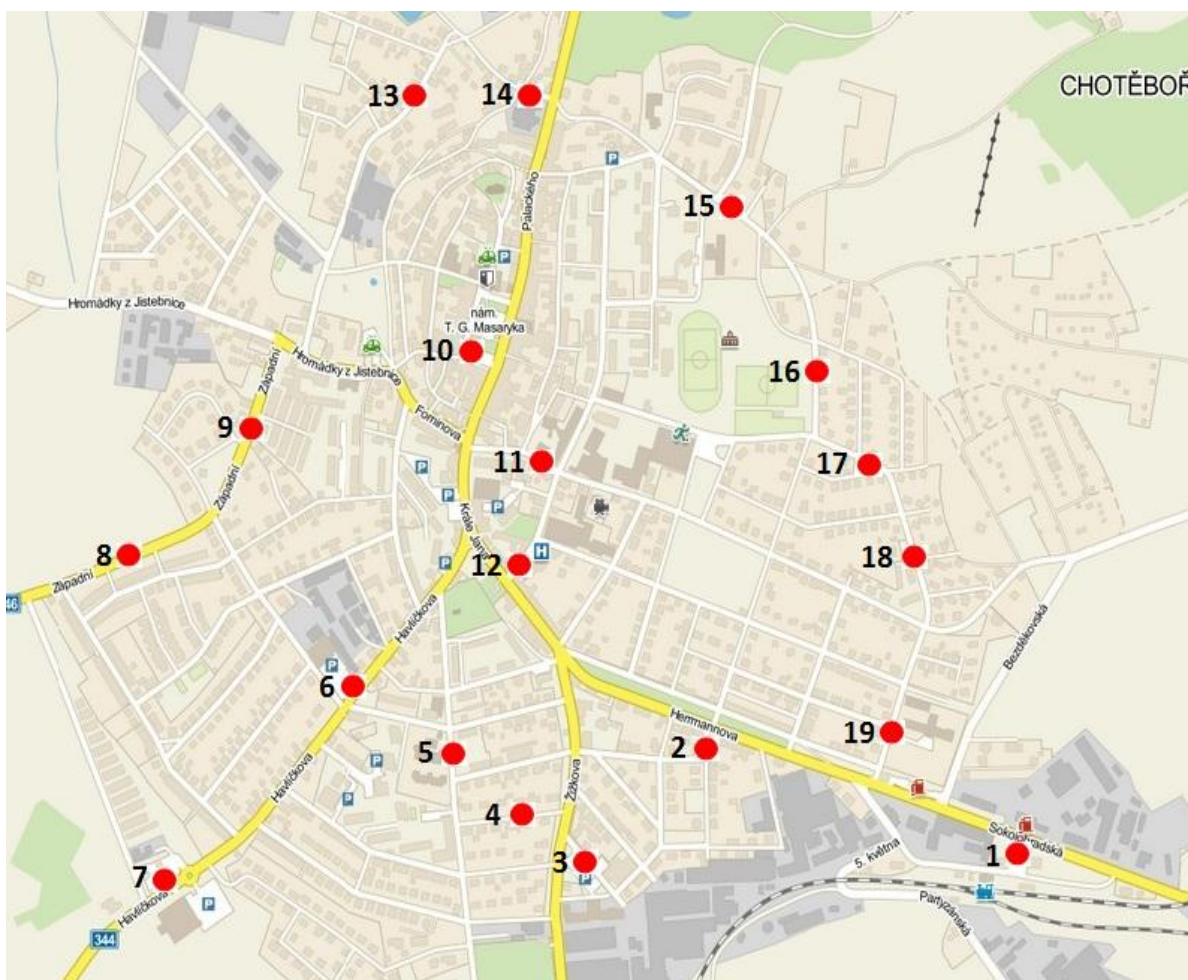 CHOTĚBOŘ
13
14
Palackého
P
15
P
Hromádky z Jistebnice
nám.
T. G. Masaryka
10
Hromádky z Jistebnice
16
Západní
9
Fominova
11
17
P
Západní
P
P
Krále Jana
8
12
H
18
P
Západní
46
Havlíčkova
Bezděkovská
P
6
Herrmannova
19
5
2
P
Havlíčkova
Žižkova
P
4
Sokolohradská
3
1
5. května
P
7
Havlíčkova
P
Partyzánská
344